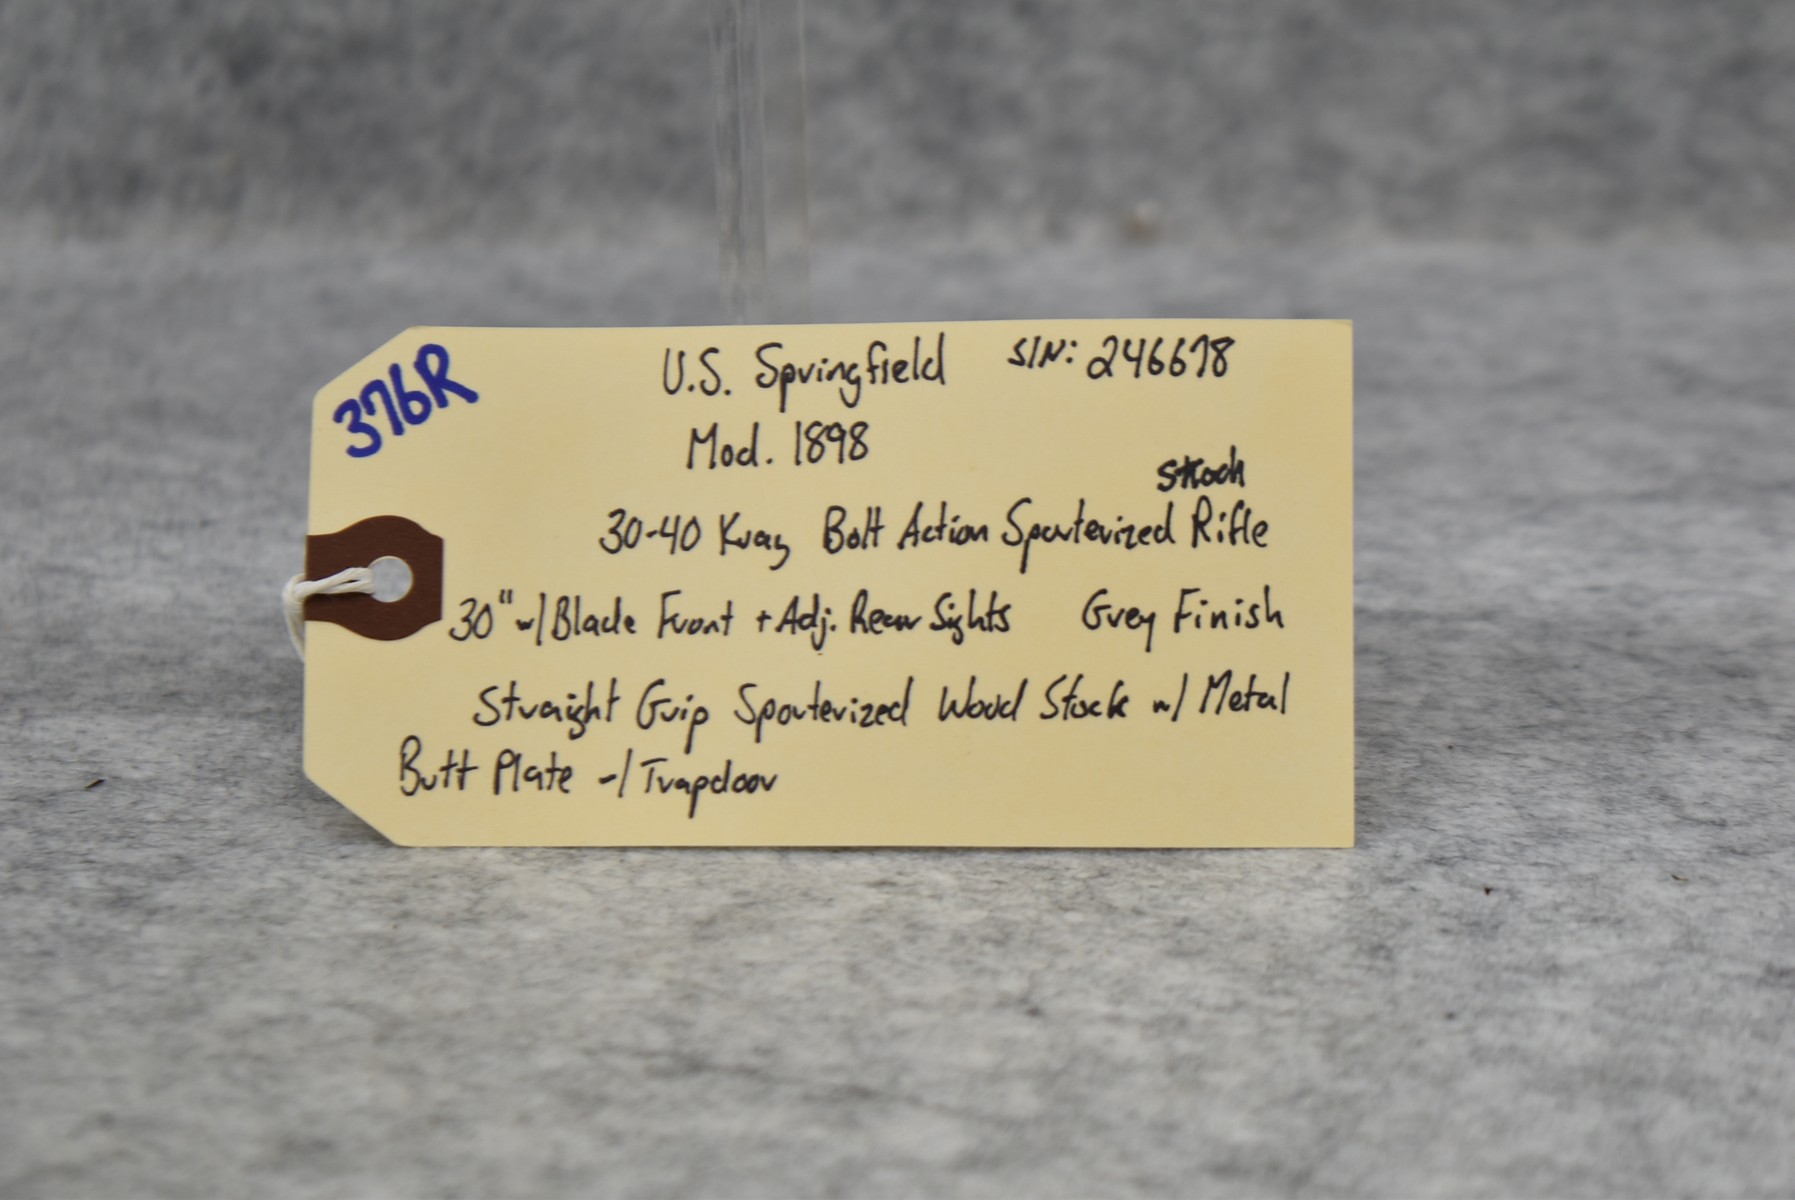 376R
U.S. Springfield S/N: 246678
Mod. 1898
30-40 Krag Bolt Action Sporterized Rifle
30" w/ Blade Front + Adj. Rear Sights Grey Finish
Straight Grip Sporterized Wood Stock w/ Metal
Butt Plate w/ Trapdoor